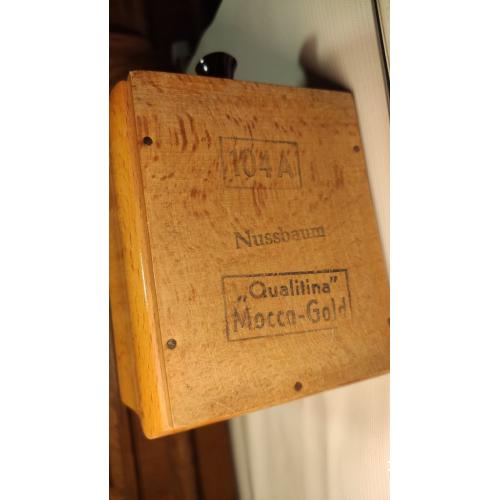 104 A
Nussbaum
„Qualitina”
Mocca-Gold